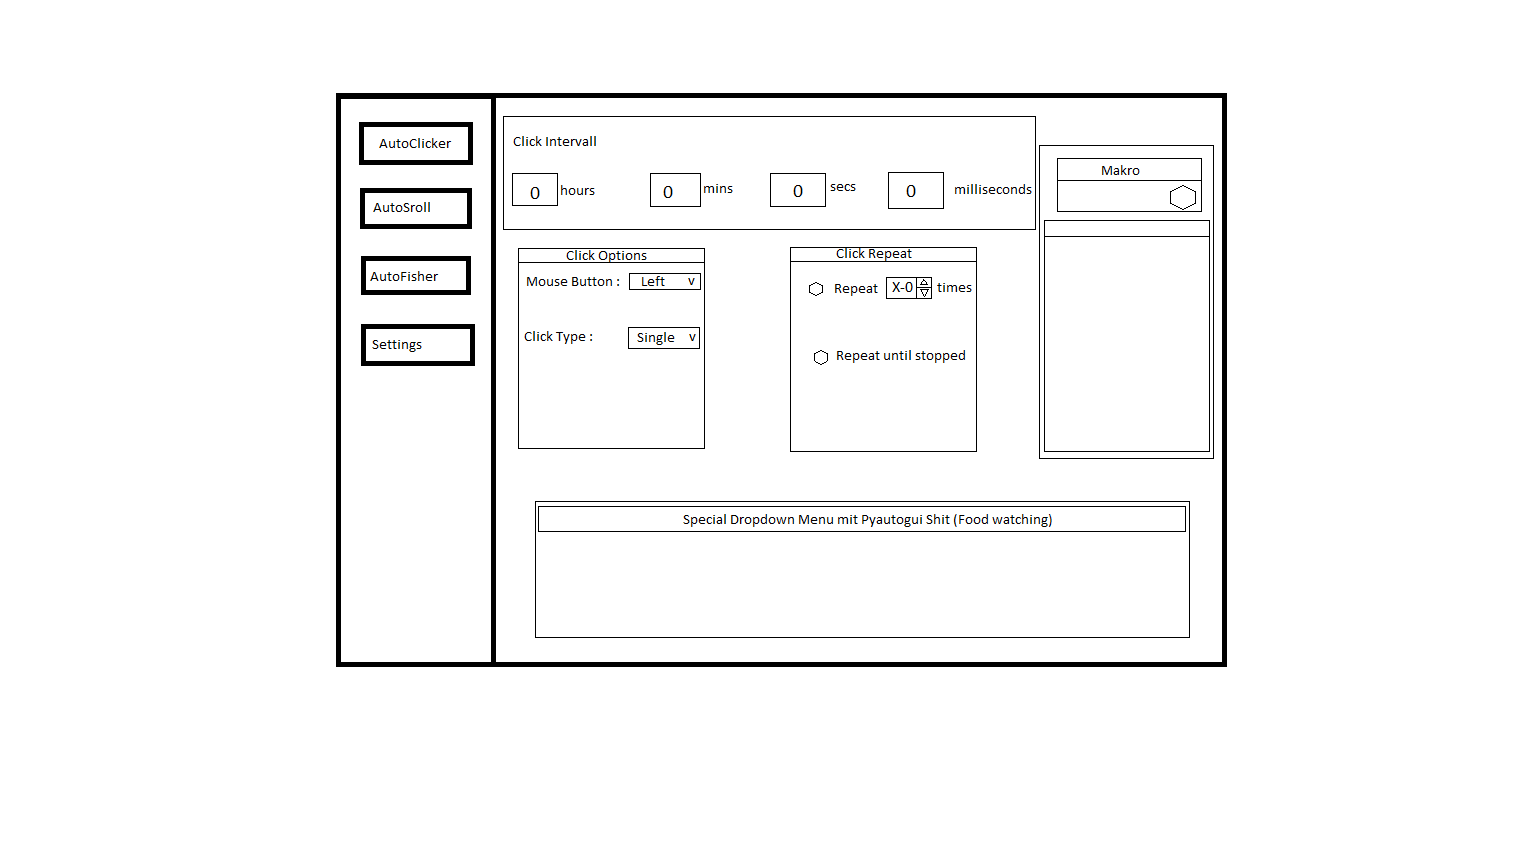 AutoClicker
AutoSroll
AutoFisher
Settings
Click Intervall
0 hours 0 mins 0 secs 0 milliseconds
Makro
Click Options
Mouse Button : Left v
Click Type : Single v
Click Repeat
Repeat X-0 times
Repeat until stopped
Special Dropdown Menu mit Pyautogui Shit (Food watching)